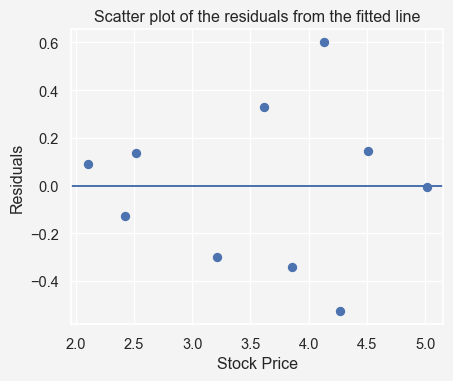 Scatter plot of the residuals from the fitted line
0.6
0.4
0.2
0.0
−0.2
−0.4
Residuals
2.0 2.5 3.0 3.5 4.0 4.5 5.0
Stock Price